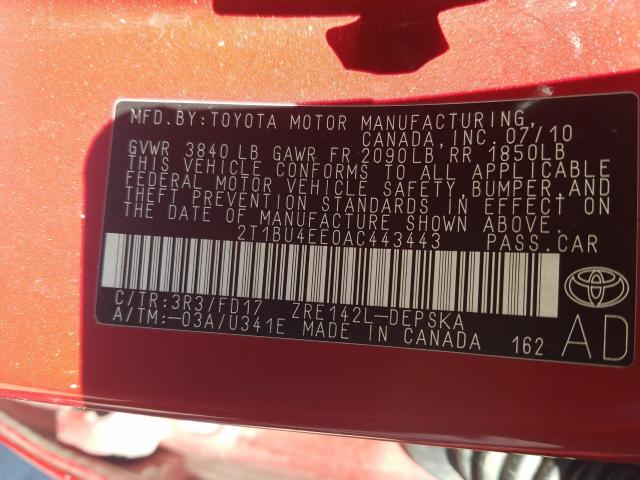 MFD.BY:TOYOTA MOTOR MANUFACTURING,
CANADA,INC. 07/10
GVWR 3840 LB GAWR FR 2090LB RR 1850LB
THIS VEHICLE CONFORMS TO ALL APPLICABLE
FEDERAL MOTOR VEHICLE SAFETY, BUMPER, AND
THEFT PREVENTION STANDARDS IN EFFECT ON
THE DATE OF MANUFACTURE SHOWN ABOVE.
2T1BU4EE0AC443443 PASS.CAR
C/TR:3R3/FD17 ZRE142L-DEPSKA
A/TM:-03A/U341E MADE IN CANADA 162
AD